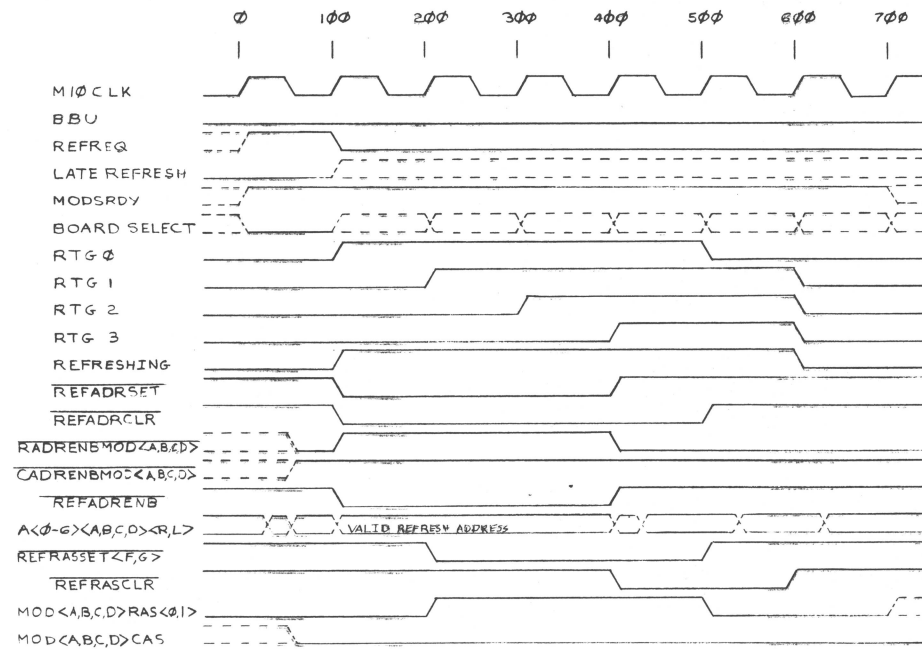 Ø 1ØØ 2ØØ 3ØØ 4ØØ 5ØØ 6ØØ 7ØØ
M1ØCLK
BBU
REFREQ
LATE REFRESH
MODSRDY
BOARD SELECT
RTG Ø
RTG 1
RTG 2
RTG 3
REFRESHING
REFADRSET
REFADRCLR
RADRENBMOD<A,B,C,D>
CADRENBMOD<A,B,C,D>
REFADRENB
A<Ø-6><A,B,C,D><R,L> VALID REFRESH ADDRESS
REFRASSET<F,G>
REFRASCLR
MOD<A,B,C,D>RAS<Ø,1>
MOD<A,B,C,D>CAS